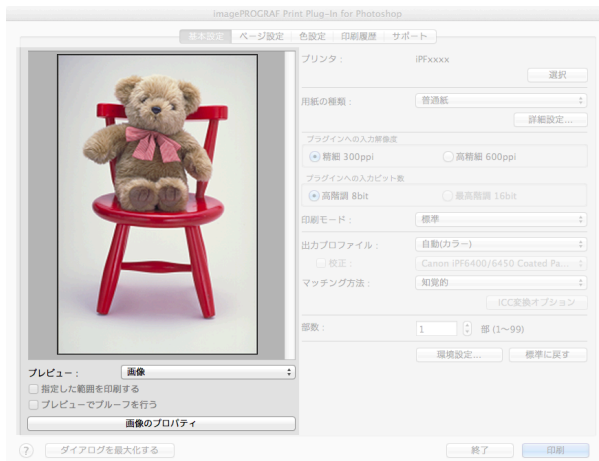 imagePROGRAF Print Plug-In for Photoshop
基本設定 ページ設定 色設定 印刷履歴 サポート
プリンタ： iPFxxxx
選択
用紙の種類： 普通紙
詳細設定...
プラグインへの入力解像度
精細 300ppi 高精細 600ppi
プラグインへの入力ビット数
高階調 8bit 最高階調 16bit
印刷モード： 標準
出力プロファイル： 自動(カラー)
校正： Canon iPF6400/6450 Coated Pa...
マッチング方法： 知覚的
ICC変換オプション
部数： 1 部 (1～99)
環境設定... 標準に戻す
プレビュー： 画像
指定した範囲を印刷する
プレビューでプルーフを行う
画像のプロパティ
? ダイアログを最大化する 終了 印刷